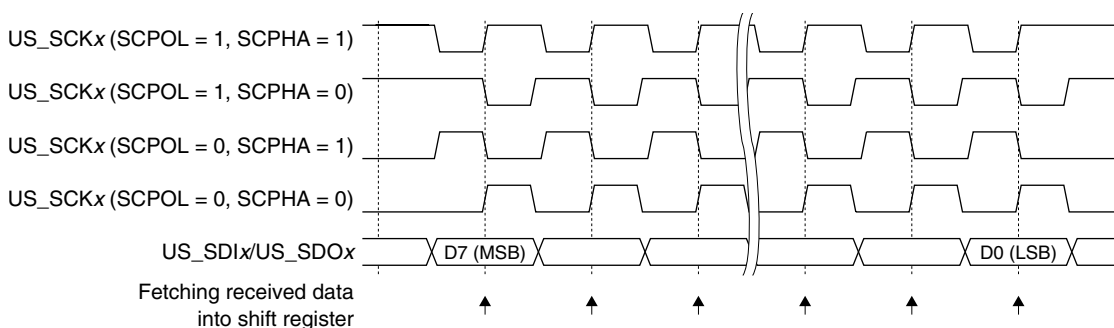 US_SCKx (SCPOL = 1, SCPHA = 1)
US_SCKx (SCPOL = 1, SCPHA = 0)
US_SCKx (SCPOL = 0, SCPHA = 1)
US_SCKx (SCPOL = 0, SCPHA = 0)
US_SDIx/US_SDOx D7 (MSB) D0 (LSB)
Fetching received data
into shift register